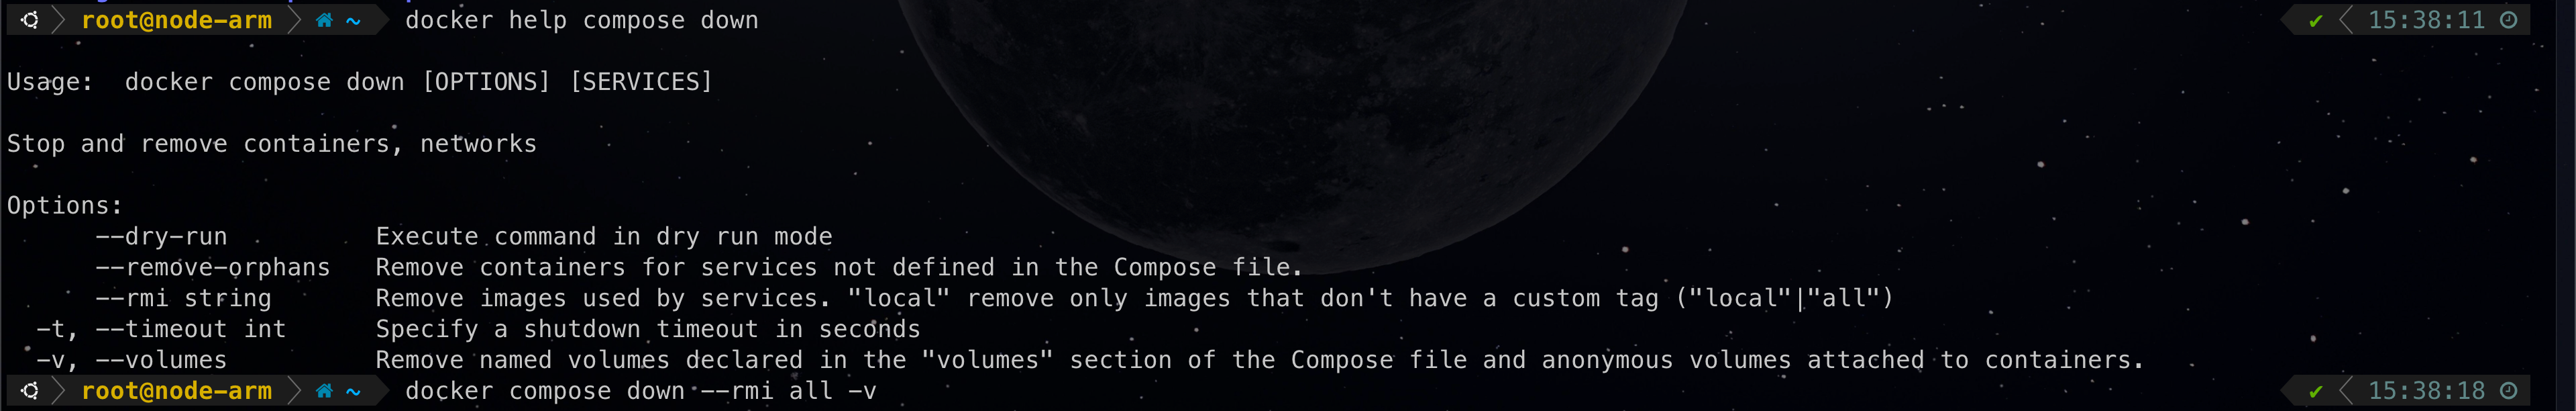 root@node-arm ~ docker help compose down ✔ 15:38:11
Usage:  docker compose down [OPTIONS] [SERVICES]
Stop and remove containers, networks
Options:
      --dry-run          Execute command in dry run mode
      --remove-orphans   Remove containers for services not defined in the Compose file.
      --rmi string       Remove images used by services. "local" remove only images that don't have a custom tag ("local"|"all")
  -t, --timeout int      Specify a shutdown timeout in seconds
  -v, --volumes          Remove named volumes declared in the "volumes" section of the Compose file and anonymous volumes attached to containers.
root@node-arm ~ docker compose down --rmi all -v ✔ 15:38:18